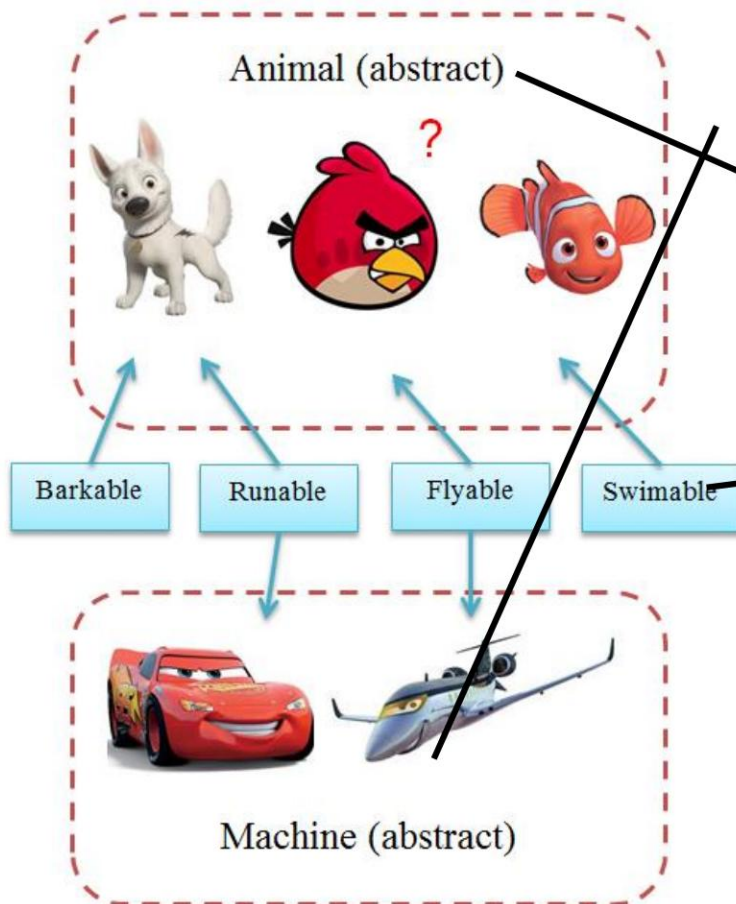 Animal (abstract)
?
Barkable
Runable
Flyable
Swimable
Machine (abstract)